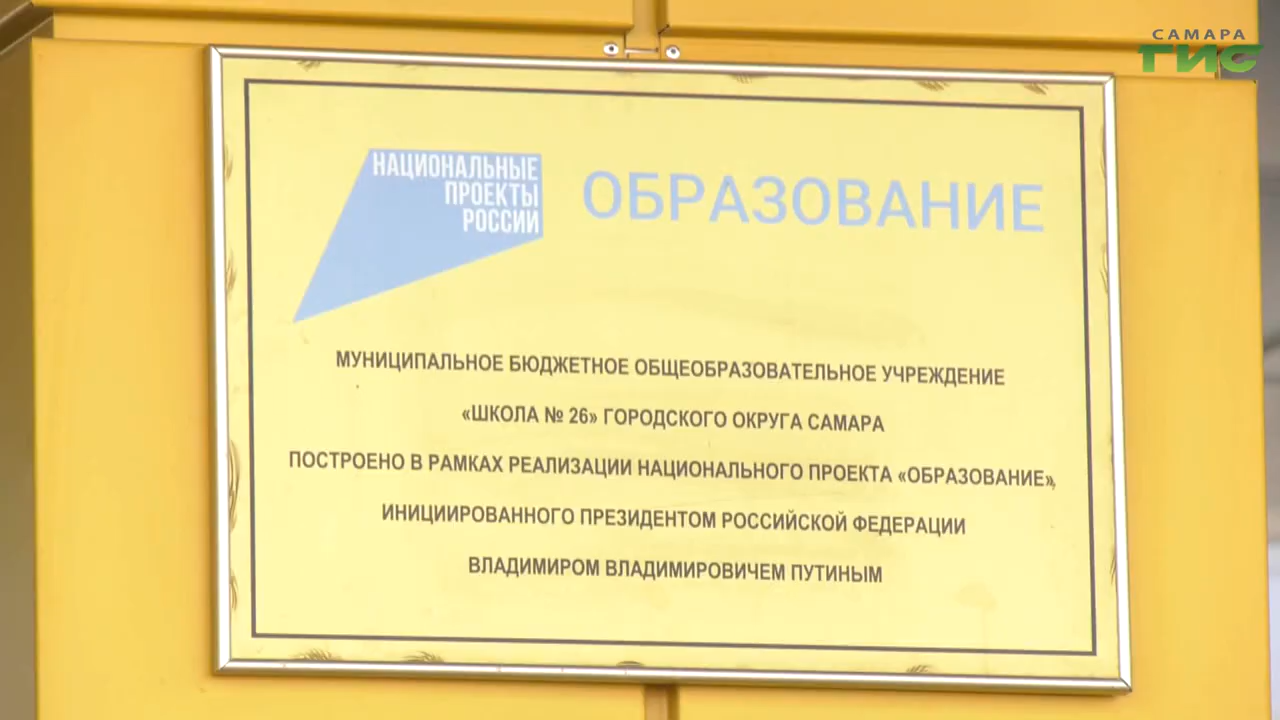 САМАРА
ГИС
НАЦИОНАЛЬНЫЕ
ПРОЕКТЫ
РОССИИ
ОБРАЗОВАНИЕ
МУНИЦИПАЛЬНОЕ БЮДЖЕТНОЕ ОБЩЕОБРАЗОВАТЕЛЬНОЕ УЧРЕЖДЕНИЕ
«ШКОЛА № 26» ГОРОДСКОГО ОКРУГА САМАРА
ПОСТРОЕНО В РАМКАХ РЕАЛИЗАЦИИ НАЦИОНАЛЬНОГО ПРОЕКТА «ОБРАЗОВАНИЕ»,
ИНИЦИИРОВАННОГО ПРЕЗИДЕНТОМ РОССИЙСКОЙ ФЕДЕРАЦИИ
ВЛАДИМИРОМ ВЛАДИМИРОВИЧЕМ ПУТИНЫМ